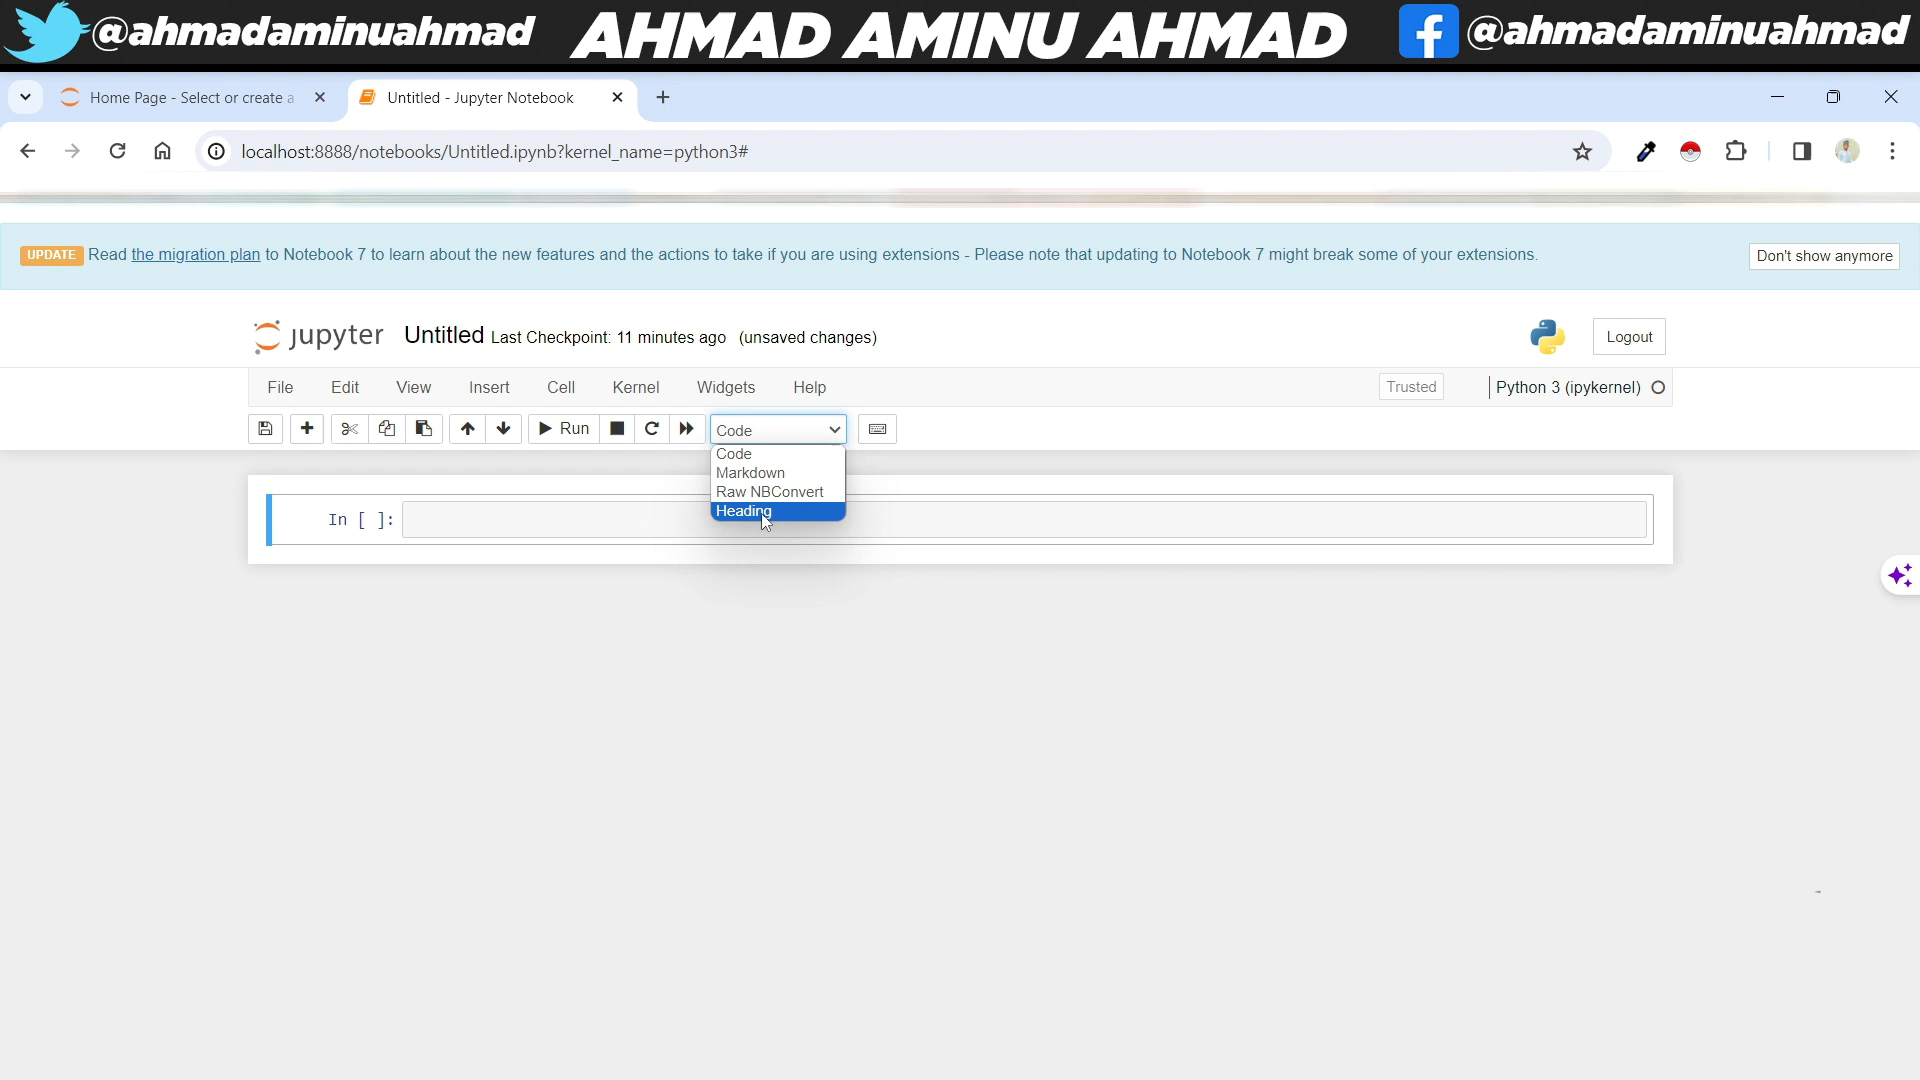 @ahmadaminuahmad AHMAD AMINU AHMAD @ahmadaminuahmad
Home Page - Select or create a
Untitled - Jupyter Notebook
localhost:8888/notebooks/Untitled.ipynb?kernel_name=python3#
UPDATE Read the migration plan to Notebook 7 to learn about the new features and the actions to take if you are using extensions - Please note that updating to Notebook 7 might break some of your extensions.
Don't show anymore
jupyter Untitled Last Checkpoint: 11 minutes ago (unsaved changes)
Logout
File Edit View Insert Cell Kernel Widgets Help
Trusted
Python 3 (ipykernel)
Run
Code
Code
Markdown
Raw NBConvert
Heading
In [ ]: